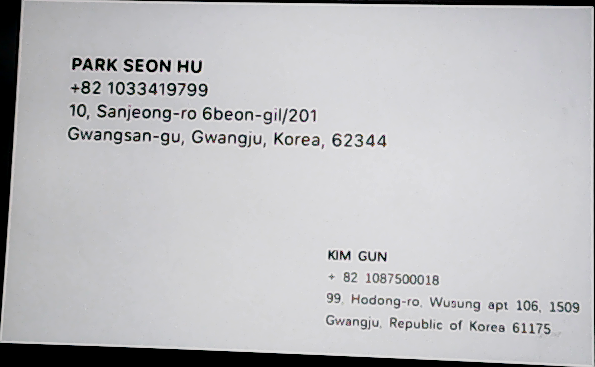 PARK SEON HU
+82 1033419799
10, Sanjeong-ro 6beon-gil/201
Gwangsan-gu, Gwangju, Korea, 62344
KIM GUN
+ 82 1087500018
99, Hodong-ro, Wusung apt 106, 1509
Gwangju, Republic of Korea 61175